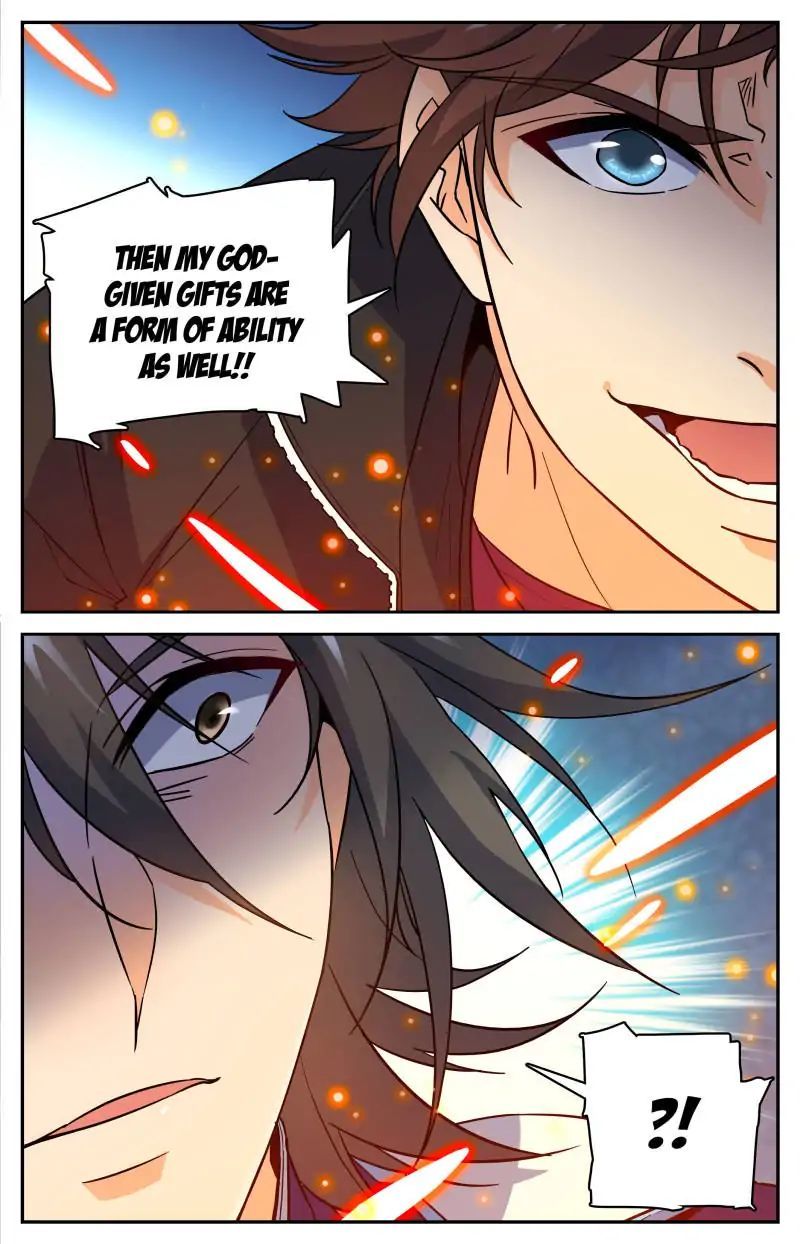 THEN MY GOD-
GIVEN GIFTS ARE
A FORM OF ABILITY
AS WELL!!
?!